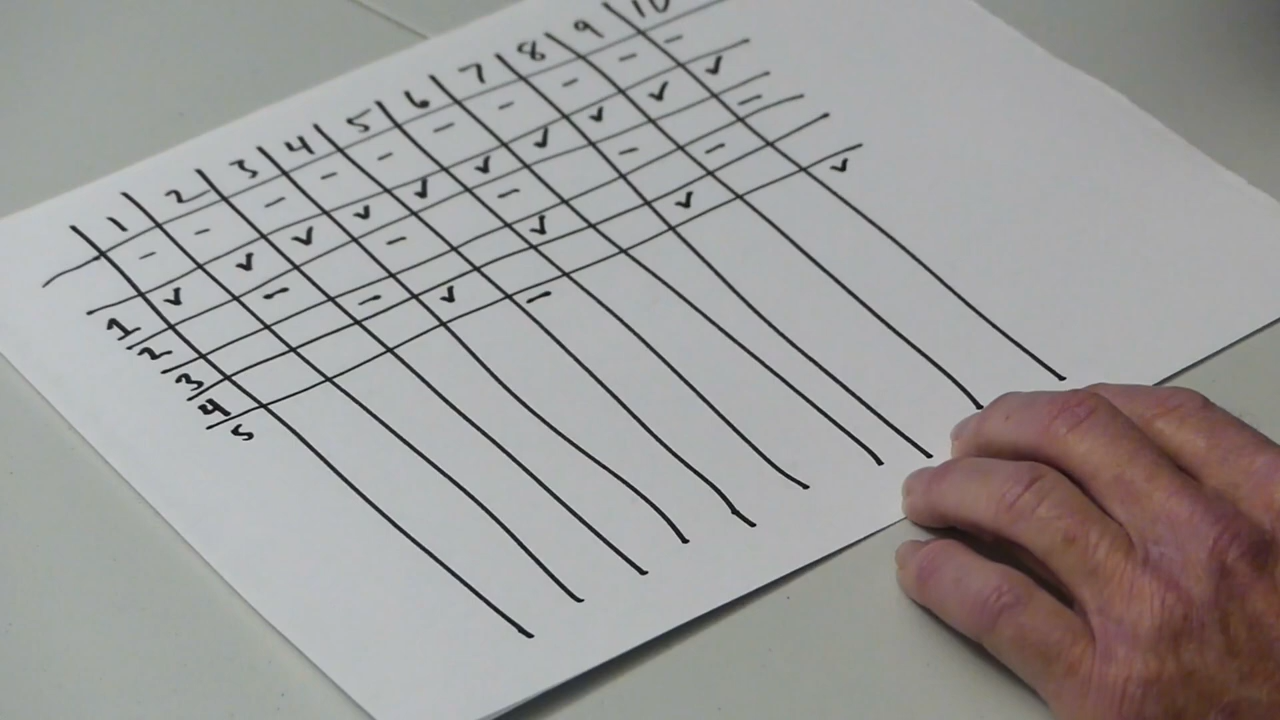 1 2 3 4 5 6 7 8 9 10
- - - - - - - - - -
1 ✓ ✓ ✓ ✓ ✓ ✓ ✓ ✓ ✓ ✓
2 - - - - -
3 - ✓ -
4 ✓ ✓
5 - ✓